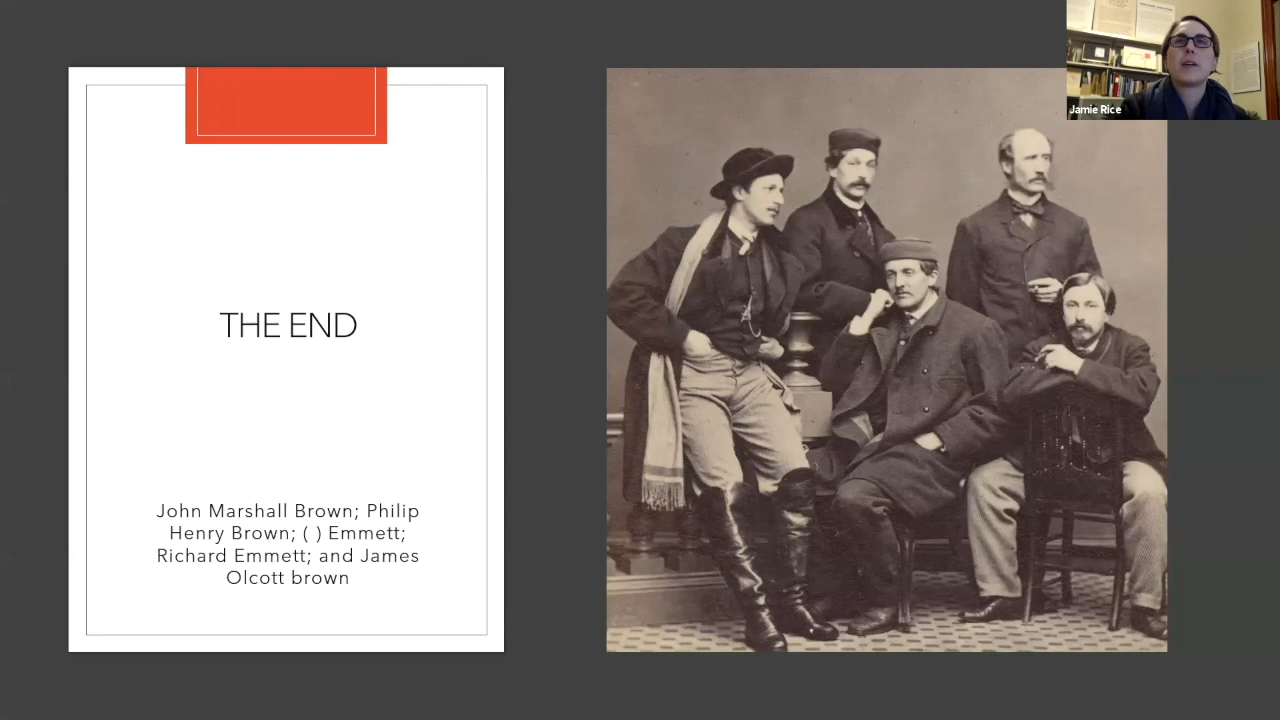 THE END
John Marshall Brown; Philip
Henry Brown; ( ) Emmett;
Richard Emmett; and James
Olcott brown
Jamie Rice